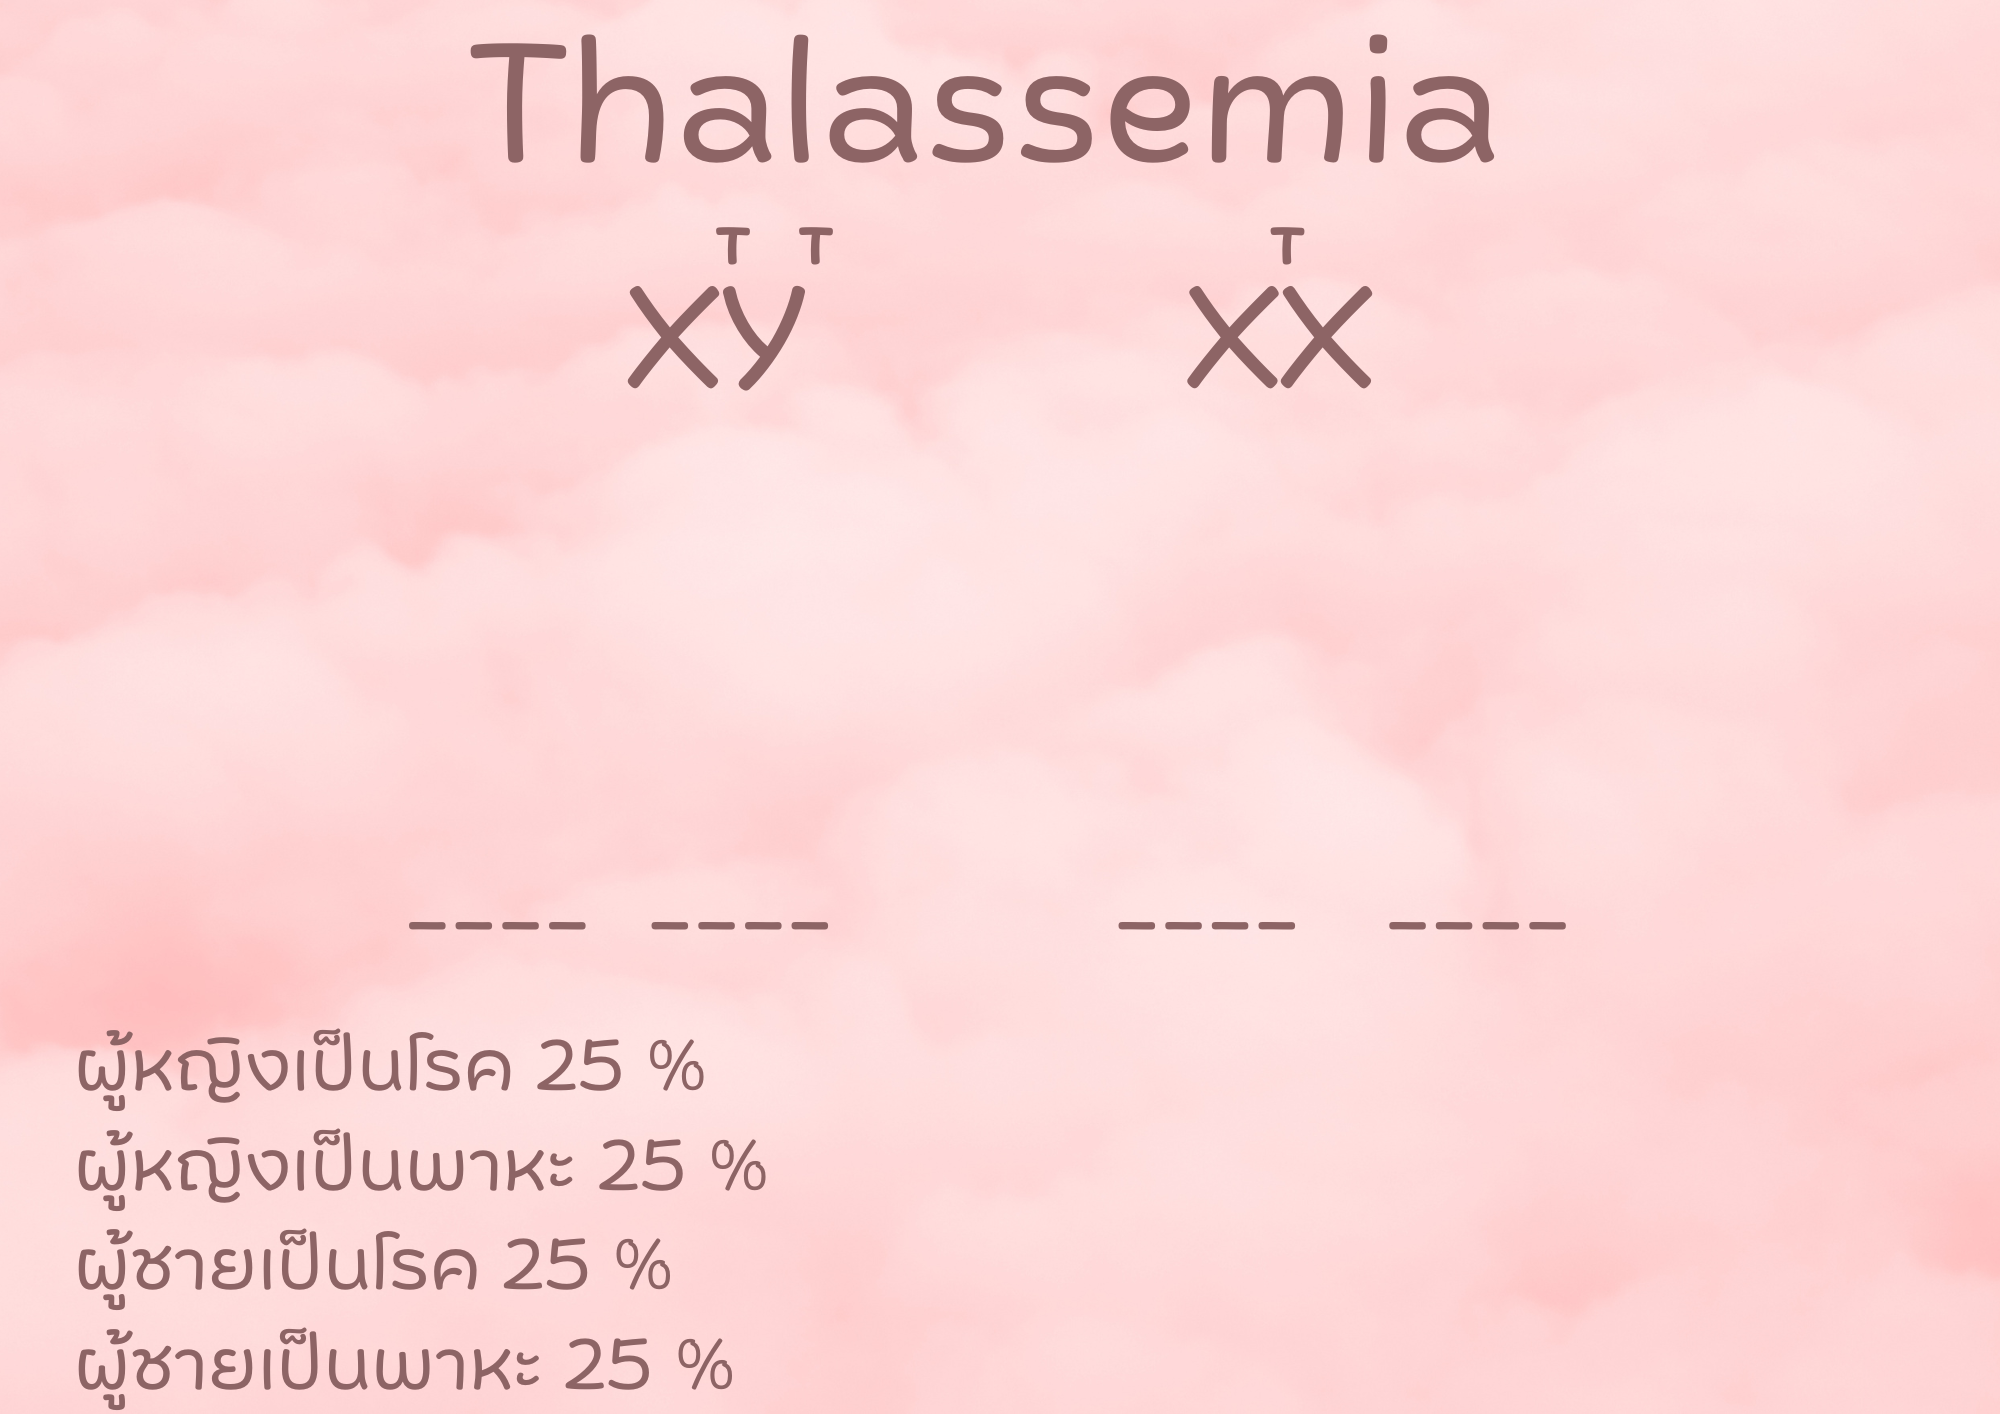 Thalassemia
T T T
XY XX
---- ---- ---- ----
ผู้หญิงเป็นโรค 25 %
ผู้หญิงเป็นพาหะ 25 %
ผู้ชายเป็นโรค 25 %
ผู้ชายเป็นพาหะ 25 %